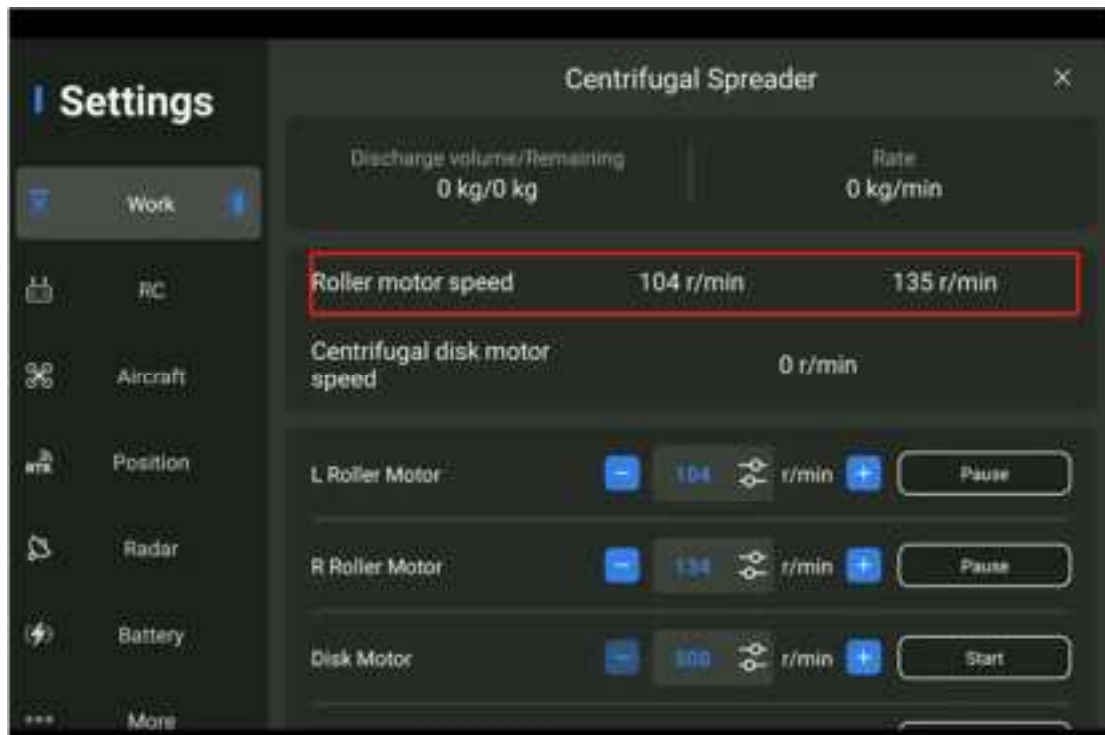 Settings
Centrifugal Spreader
Discharge volume/Remaining
0 kg/0 kg
Rate
0 kg/min
Work
Roller motor speed 104 r/min 135 r/min
RC
Centrifugal disk motor speed
0 r/min
Aircraft
Position
L Roller Motor 104 r/min Pause
Radar
R Roller Motor 134 r/min Pause
Battery
Disk Motor r/min Start
More